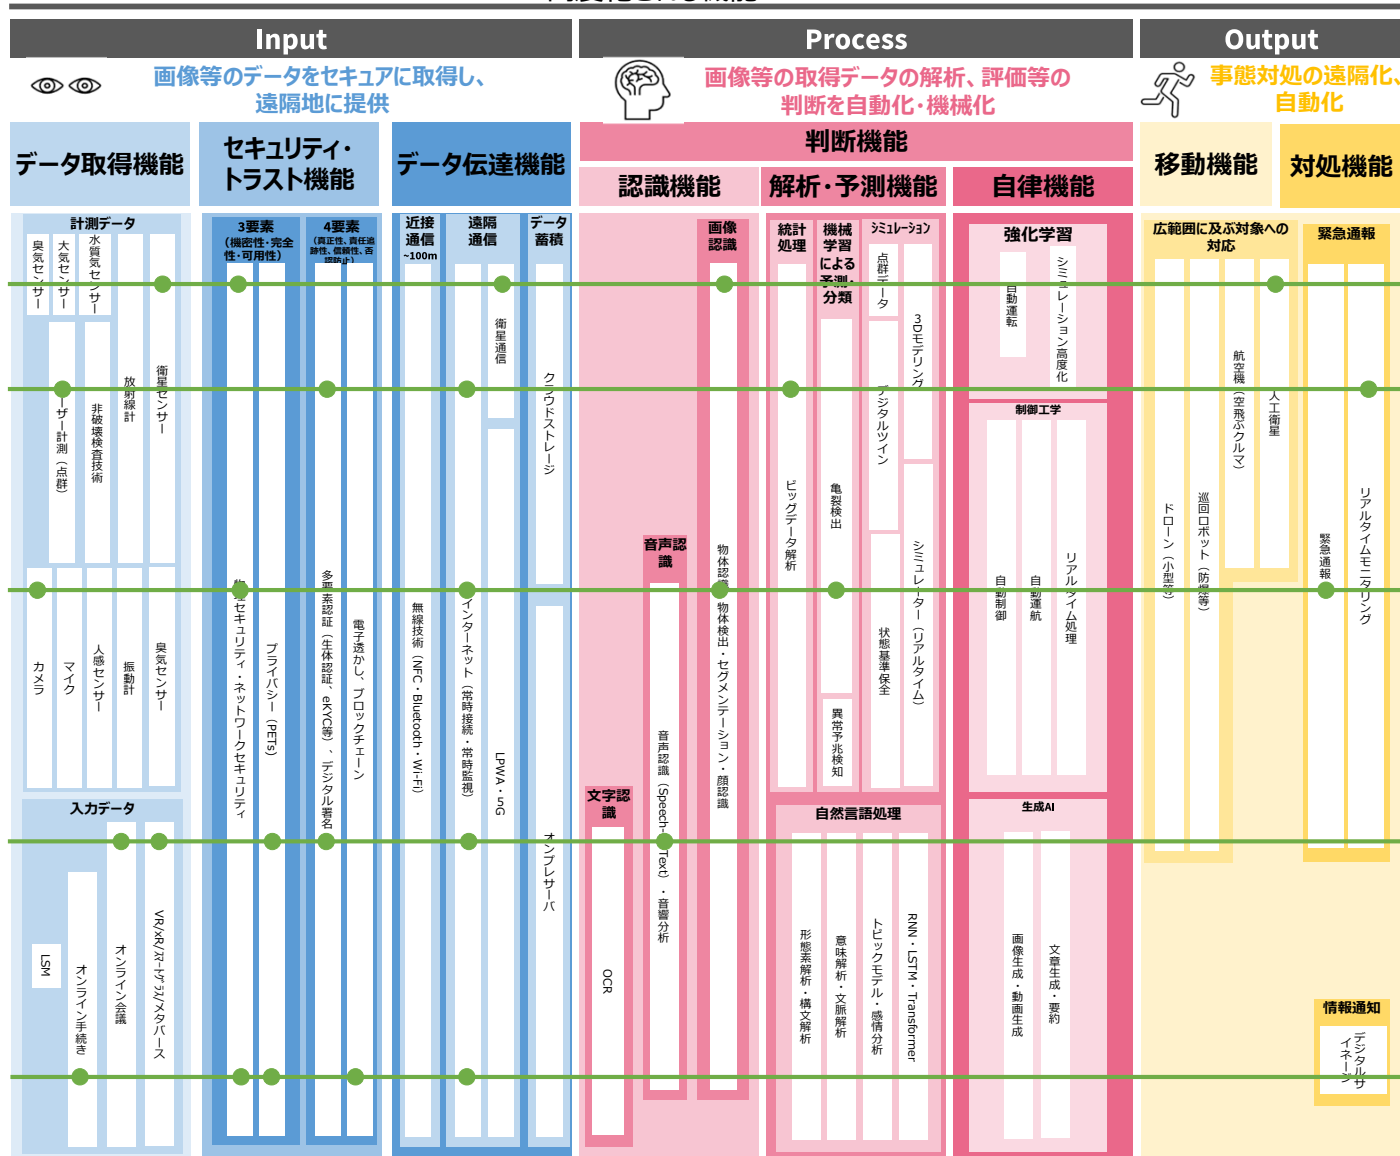 Input
Process
Output
画像等のデータをセキュアに取得し、
遠隔地に提供
画像等の取得データの解析、評価等の
判断を自動化・機械化
事態対処の遠隔化、
自動化
データ取得機能
セキュリティ・
トラスト機能
データ伝達機能
判断機能
認識機能
解析・予測機能
自律機能
移動機能
対処機能
計測データ
臭気センサー
大気センサー
水質気センサー
ーザー計測（点群）
非破壊検査技術
放射線計
衛星センサー
カメラ
マイク
人感センサー
振動計
臭気センサー
入力データ
LSM
オンライン手続き
オンライン会議
VR/xR/スマートグラス/メタバース
3要素
（機密性・完全
性・可用性）
理セキュリティ・ネットワークセキュリティ
プライバシー（PETs）
4要素
（真正性、責任追
跡性、信頼性、否
認防止）
多要素認証（生体認証、eKYC等）、デジタル署名
電子透かし、ブロックチェーン
近接
通信
~100m
無線技術（NFC・Bluetooth・Wi-Fi）
遠隔
通信
インターネット（常時接続・常時監視）
衛星通信
LPWA・5G
データ
蓄積
クラウドストレージ
オンプレサーバ
文字認
識
OCR
音声認
識
音声認識（Speech-Text）・音響分析
画像
認識
物体認識・物体検出・セグメンテーション・顔認識
統計
処理
ビッグデータ解析
機械
学習
による
予測・
分類
亀裂検出
異常予兆検知
シミュレーション
点群データ
デジタルツイン
状態基準保全
3Dモデリング
シミュレーター（リアルタイム）
自然言語処理
形態素解析・構文解析
意味解析・文脈解析
トピックモデル・感情分析
RNN・LSTM・Transformer
強化学習
自動運転
シミュレーション高度化
制御工学
自動制御
自動運航
リアルタイム処理
生成AI
画像生成・動画生成
文章生成・要約
広範囲に及ぶ対象への
対応
ドローン（小型等）
巡回ロボット（防爆等）
航空機（空飛ぶクルマ）
人工衛星
緊急通報
緊急通報
リアルタイムモニタリング
情報通知
デジタルサ
イネージ